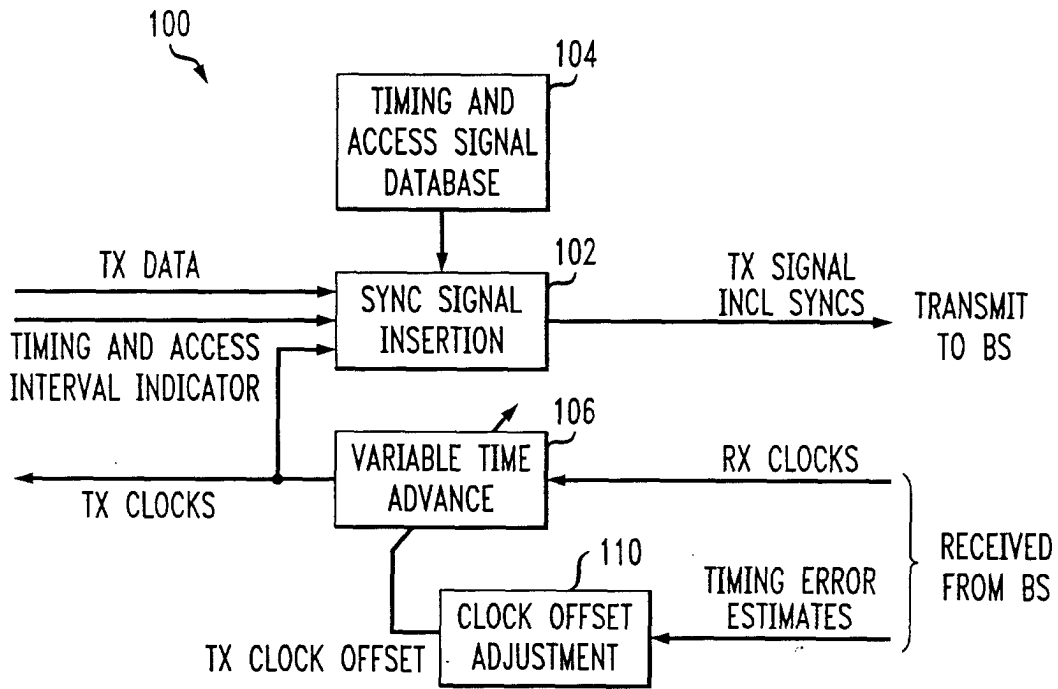 100
104
TIMING AND
ACCESS SIGNAL
DATABASE
102
TX DATA
SYNC SIGNAL
INSERTION
TX SIGNAL
INCL SYNCS
TRANSMIT
TO BS
TIMING AND ACCESS
INTERVAL INDICATOR
106
VARIABLE TIME
ADVANCE
RX CLOCKS
TX CLOCKS
110
RECEIVED
FROM BS
TIMING ERROR
ESTIMATES
CLOCK OFFSET
ADJUSTMENT
TX CLOCK OFFSET